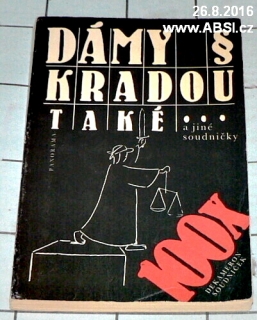 26.8.2016
www.ABSI.cz
DÁMY §
KRADOU
TAKÉ...
a jiné
soudničky
PANORAMA
100X
DEKAMERON
SOUDNIČEK